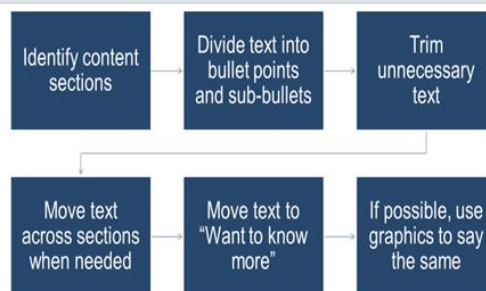 Identify content
sections
Divide text into
bullet points
and sub-bullets
Trim
unnecessary
text
Move text
across sections
when needed
Move text to
“Want to know
more”
If possible, use
graphics to say
the same